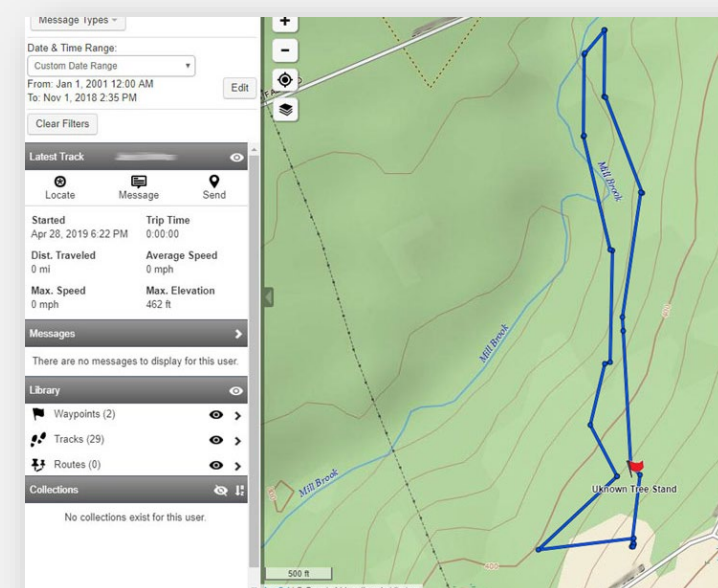 Message Types
Date & Time Range:
Custom Date Range
From: Jan 1, 2001 12:00 AM
To: Nov 1, 2018 2:35 PM
Edit
Clear Filters
Latest Track
Locate
Message
Send
Started
Trip Time
Apr 28, 2019 6:22 PM
0:00:00
Dist. Traveled
Average Speed
0 mi
0 mph
Max. Speed
Max. Elevation
0 mph
462 ft
Messages
There are no messages to display for this user.
Library
Waypoints (2)
Tracks (29)
Routes (0)
Collections
No collections exist for this user.
+
-
Mill Brook
400
Mill Brook
Mill Brook
Uknown Tree Stand
400
500 ft